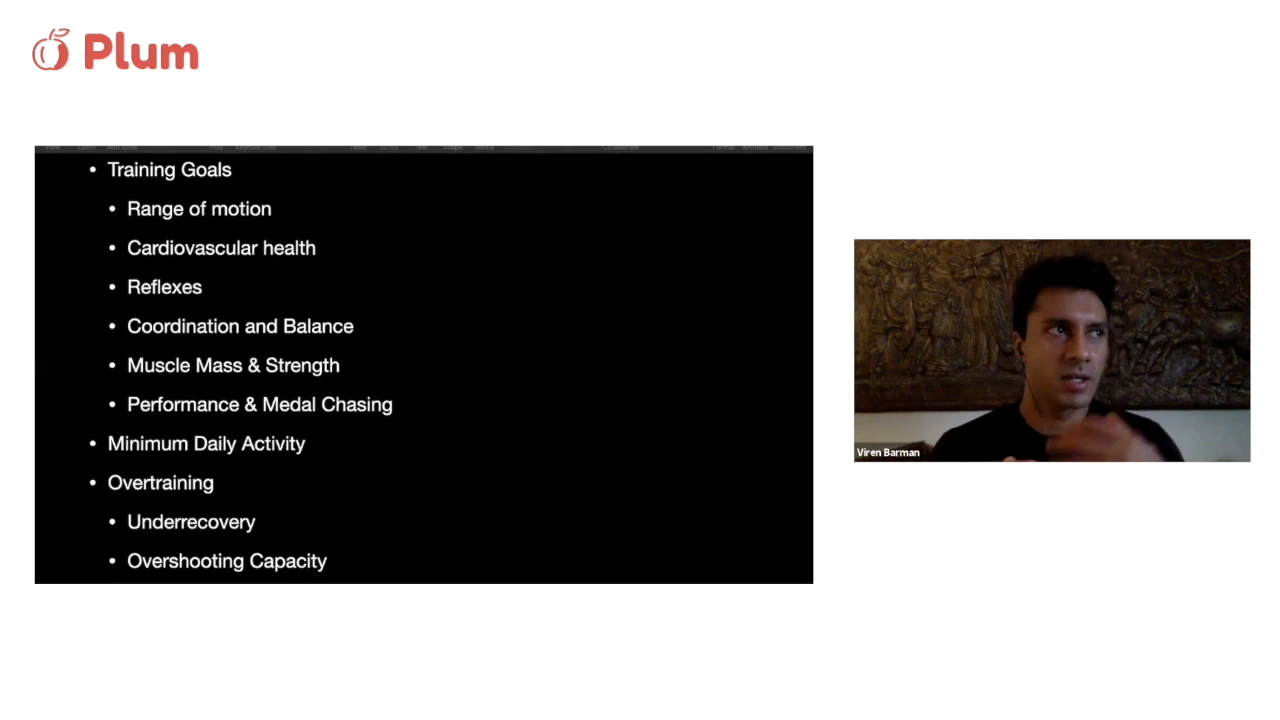 Plum
Training Goals
Range of motion
Cardiovascular health
Reflexes
Coordination and Balance
Muscle Mass & Strength
Performance & Medal Chasing
Minimum Daily Activity
Overtraining
Underrecovery
Overshooting Capacity
Viren Barman